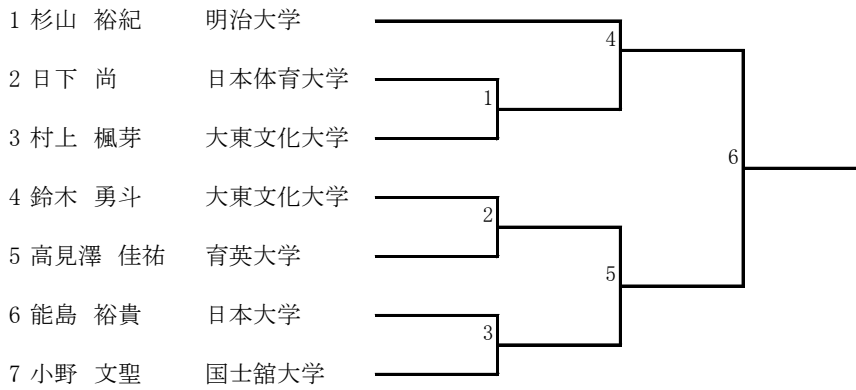 1 杉山 裕紀 明治大学
4
2 日下 尚 日本体育大学
1
3 村上 楓芽 大東文化大学
6
4 鈴木 勇斗 大東文化大学
2
5 高見澤 佳祐 育英大学
5
6 能島 裕貴 日本大学
3
7 小野 文聖 国士舘大学